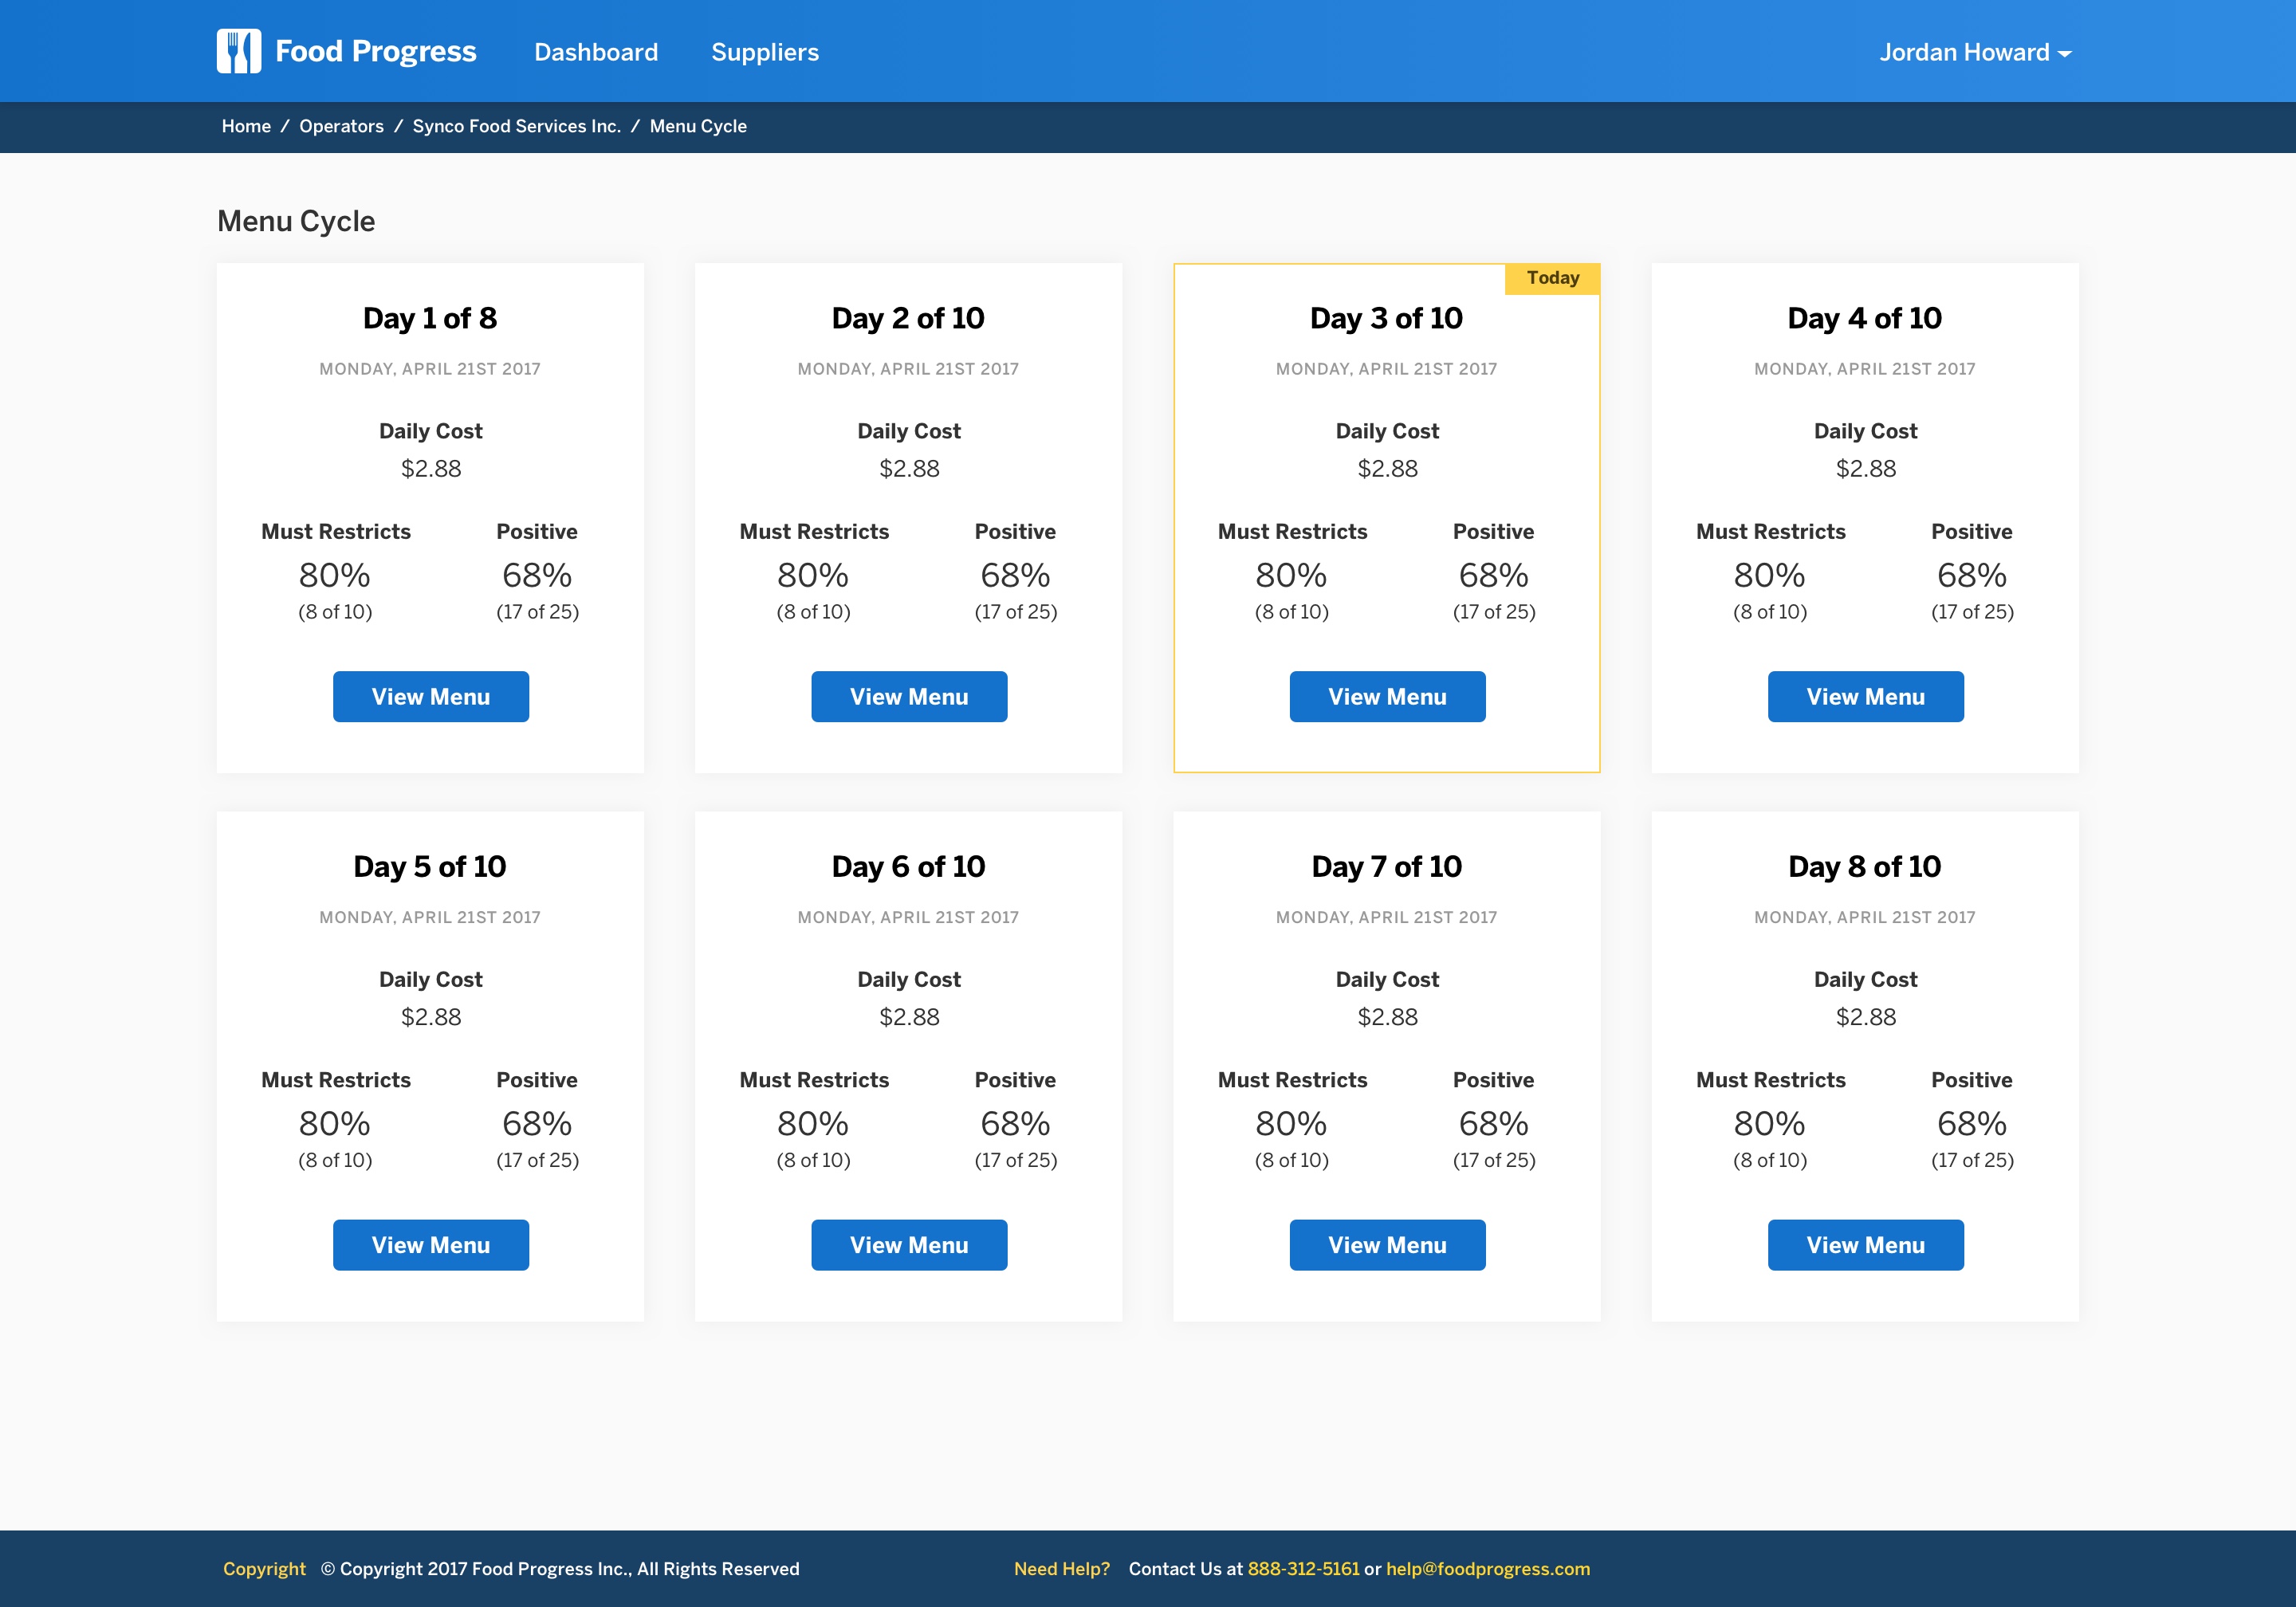 Food Progress Dashboard Suppliers Jordan Howard
Home / Operators / Synco Food Services Inc. / Menu Cycle
Menu Cycle
Day 1 of 8
MONDAY, APRIL 21ST 2017
Daily Cost
$2.88
Must Restricts Positive
80% 68%
(8 of 10) (17 of 25)
View Menu
Day 2 of 10
MONDAY, APRIL 21ST 2017
Daily Cost
$2.88
Must Restricts Positive
80% 68%
(8 of 10) (17 of 25)
View Menu
Today
Day 3 of 10
MONDAY, APRIL 21ST 2017
Daily Cost
$2.88
Must Restricts Positive
80% 68%
(8 of 10) (17 of 25)
View Menu
Day 4 of 10
MONDAY, APRIL 21ST 2017
Daily Cost
$2.88
Must Restricts Positive
80% 68%
(8 of 10) (17 of 25)
View Menu
Day 5 of 10
MONDAY, APRIL 21ST 2017
Daily Cost
$2.88
Must Restricts Positive
80% 68%
(8 of 10) (17 of 25)
View Menu
Day 6 of 10
MONDAY, APRIL 21ST 2017
Daily Cost
$2.88
Must Restricts Positive
80% 68%
(8 of 10) (17 of 25)
View Menu
Day 7 of 10
MONDAY, APRIL 21ST 2017
Daily Cost
$2.88
Must Restricts Positive
80% 68%
(8 of 10) (17 of 25)
View Menu
Day 8 of 10
MONDAY, APRIL 21ST 2017
Daily Cost
$2.88
Must Restricts Positive
80% 68%
(8 of 10) (17 of 25)
View Menu
Copyright © Copyright 2017 Food Progress Inc., All Rights Reserved Need Help? Contact Us at 888-312-5161 or help@foodprogress.com